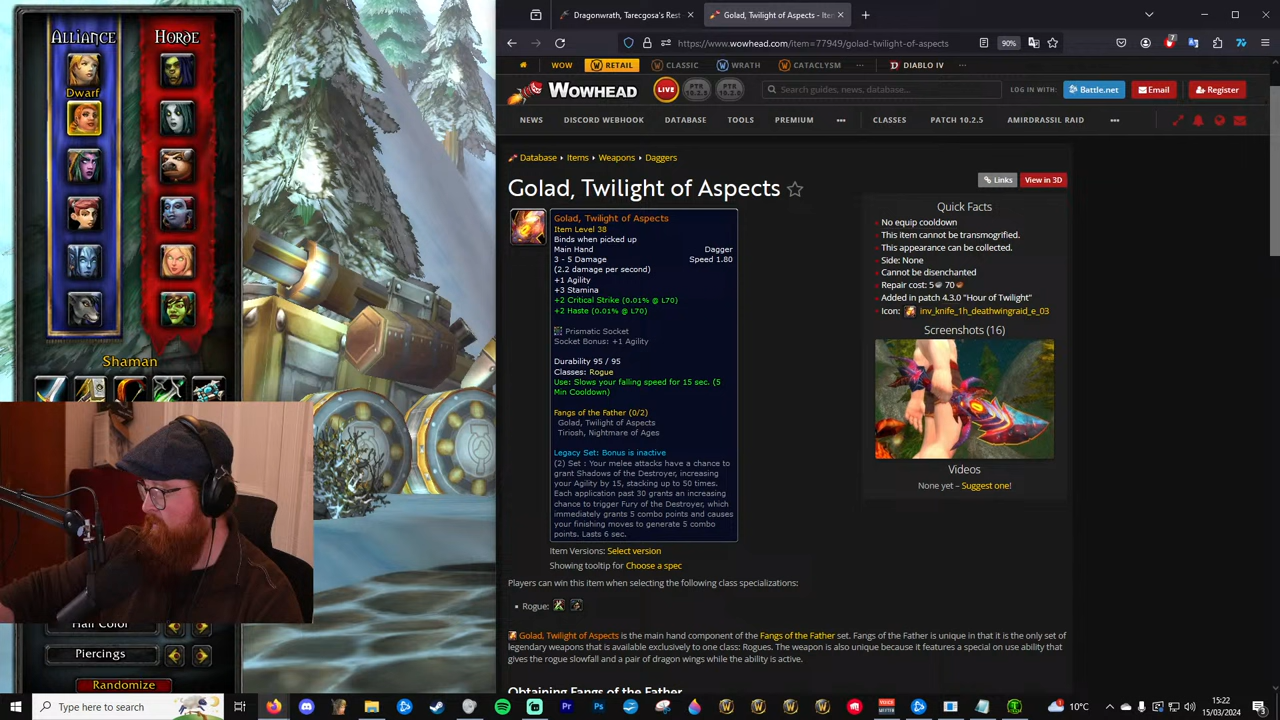 Alliance
Horde
Dwarf
Shaman
Hair Color
Piercings
Randomize
Dragonwrath, Tarecgosa's Rest
Golad, Twilight of Aspects - Iten
https://www.wowhead.com/item=77949/golad-twilight-of-aspects
90%
7
WOW
RETAIL
CLASSIC
WRATH
CATACLYSM
DIABLO IV
WOWHEAD
LIVE
PTR
10.2.6
PTR
Search guides, news, database...
LOG IN WITH:
Battle.net
Email
Register
NEWS
DISCORD WEBHOOK
DATABASE
TOOLS
PREMIUM
CLASSES
PATCH 10.2.5
AMIRDRASSIL RAID
Database
Items
Weapons
Daggers
Links
View in 3D
Golad, Twilight of Aspects
Golad, Twilight of Aspects
Item Level 38
Binds when picked up
Main Hand Dagger
3 - 5 Damage Speed 1.80
(2.2 damage per second)
+1 Agility
+3 Stamina
+2 Critical Strike (0.01% @ L70)
+2 Haste (0.01% @ L70)
Prismatic Socket
Socket Bonus: +1 Agility
Durability 95 / 95
Classes: Rogue
Use: Slows your falling speed for 15 sec. (5
Min Cooldown)
Fangs of the Father (0/2)
Golad, Twilight of Aspects
Tiriosh, Nightmare of Ages
Legacy Set: Bonus is inactive
(2) Set : Your melee attacks have a chance to
grant Shadows of the Destroyer, increasing
your Agility by 15, stacking up to 50 times.
Each application past 30 grants an increasing
chance to trigger Fury of the Destroyer, which
immediately grants 5 combo points and causes
your finishing moves to generate 5 combo
points. Lasts 6 sec.
Item Versions: Select version
Showing tooltip for Choose a spec
Quick Facts
No equip cooldown
This item cannot be transmogrified.
This appearance can be collected.
Side: None
Cannot be disenchanted
Repair cost: 5 70
Added in patch 4.3.0 "Hour of Twilight"
Icon: inv_knife_1h_deathwingraid_e_03
Screenshots (16)
Videos
None yet – Suggest one!
Players can win this item when selecting the following class specializations:
Rogue:
Golad, Twilight of Aspects is the main hand component of the Fangs of the Father set. Fangs of the Father is unique in that it is the only set of
legendary weapons that is available exclusively to one class: Rogues. The weapon is also unique because it features a special on use ability that
gives the rogue slowfall and a pair of dragon wings while the ability is active.
Obtaining Fangs of the Father
Type here to search
10°C
15:22
15/03/2024